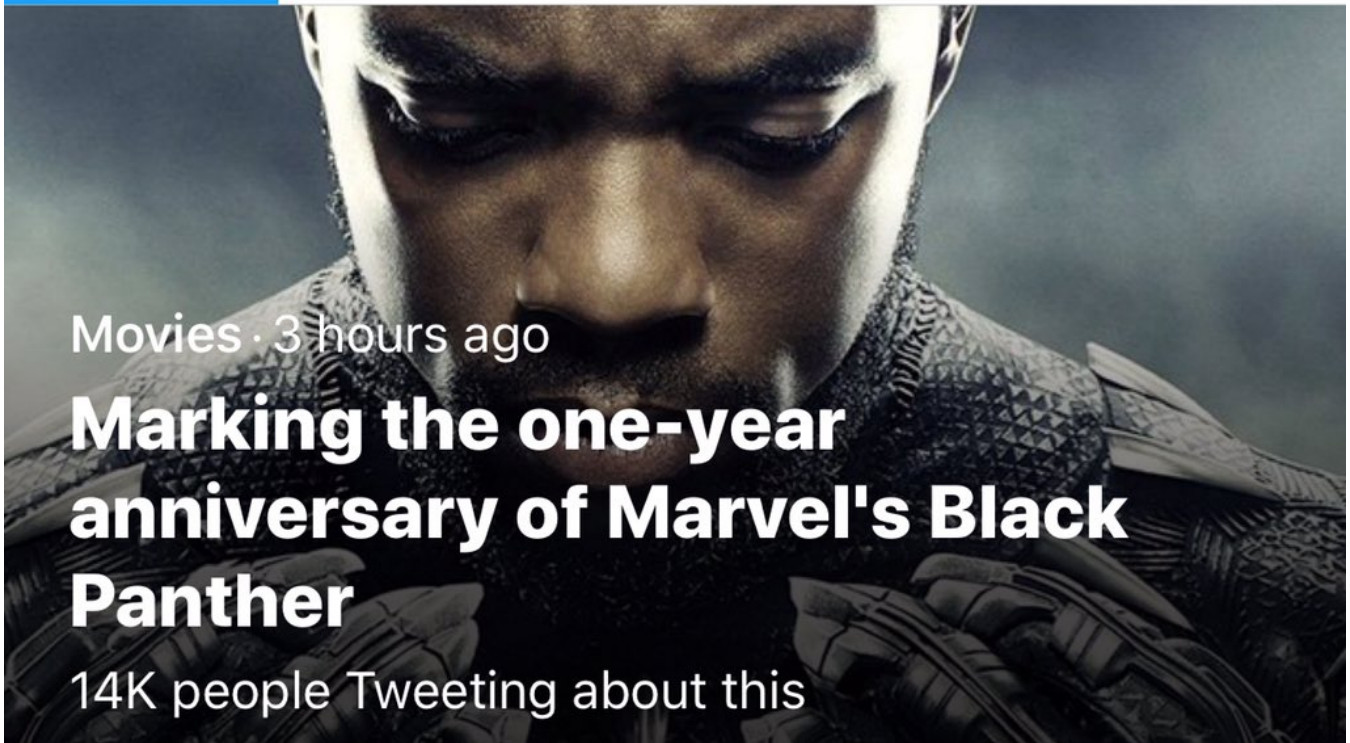 Movies · 3 hours ago
Marking the one-year
anniversary of Marvel's Black
Panther
14K people Tweeting about this